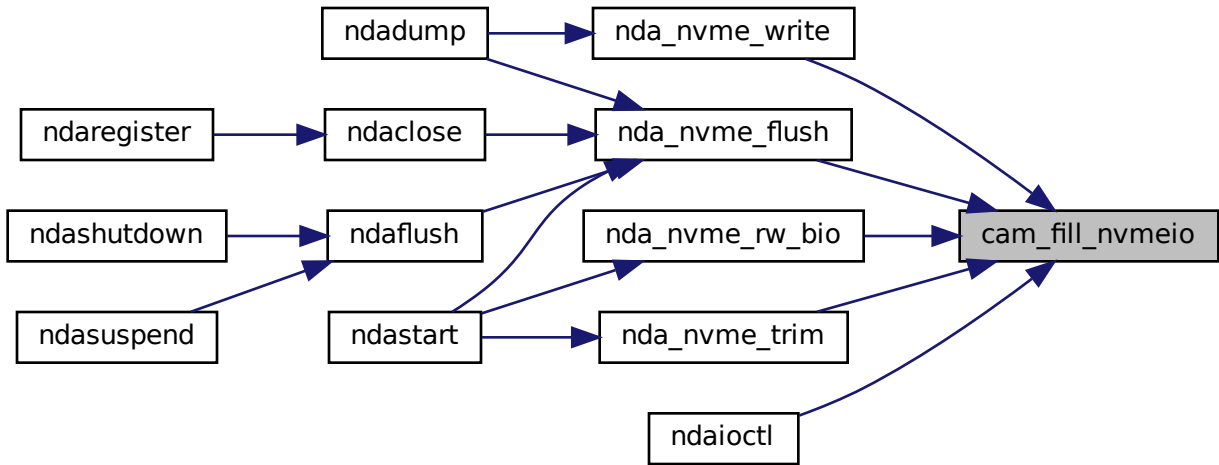 ndadump
nda_nvme_write
ndaregister
ndaclose
nda_nvme_flush
ndashutdown
ndaflush
nda_nvme_rw_bio
cam_fill_nvmeio
ndasuspend
ndastart
nda_nvme_trim
ndaioctl